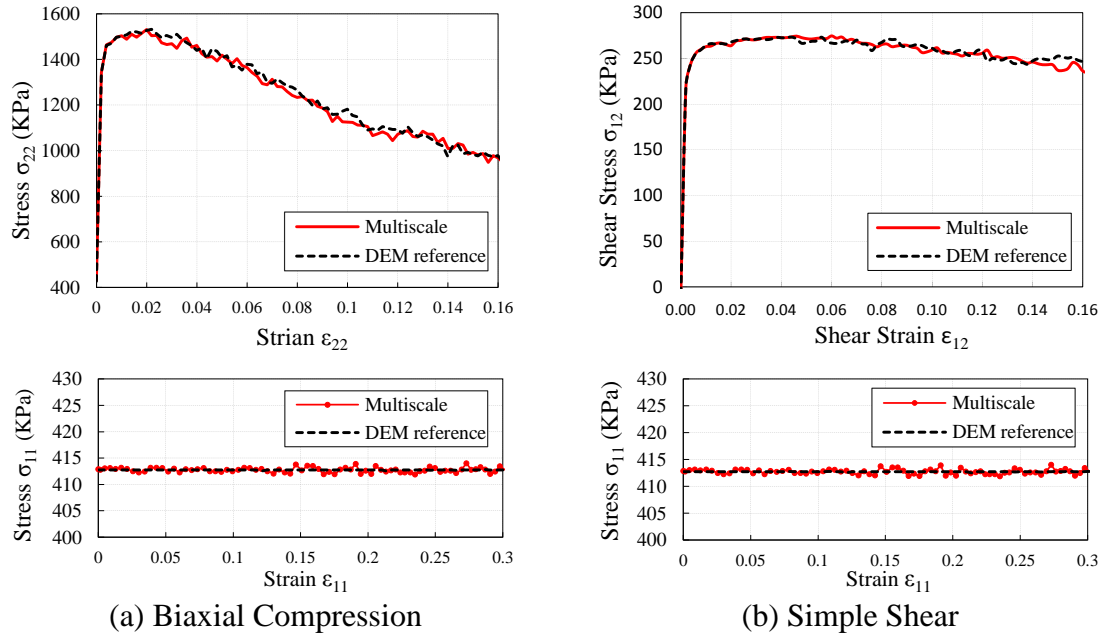 1600
1400
1200
1000
800
600
400
Stress σ22 (KPa)
Multiscale
DEM reference
0 0.02 0.04 0.06 0.08 0.1 0.12 0.14 0.16
Strian ε22
300
250
200
150
100
50
0
Shear Stress σ12 (KPa)
Multiscale
DEM reference
0.00 0.02 0.04 0.06 0.08 0.10 0.12 0.14 0.16
Shear Strain ε12
430
425
420
415
410
405
400
Stress σ11 (KPa)
Multiscale
DEM reference
0 0.05 0.1 0.15 0.2 0.25 0.3
Strain ε11
(a) Biaxial Compression
430
425
420
415
410
405
400
Stress σ11 (KPa)
Multiscale
DEM reference
0 0.05 0.1 0.15 0.2 0.25 0.3
Strain ε11
(b) Simple Shear